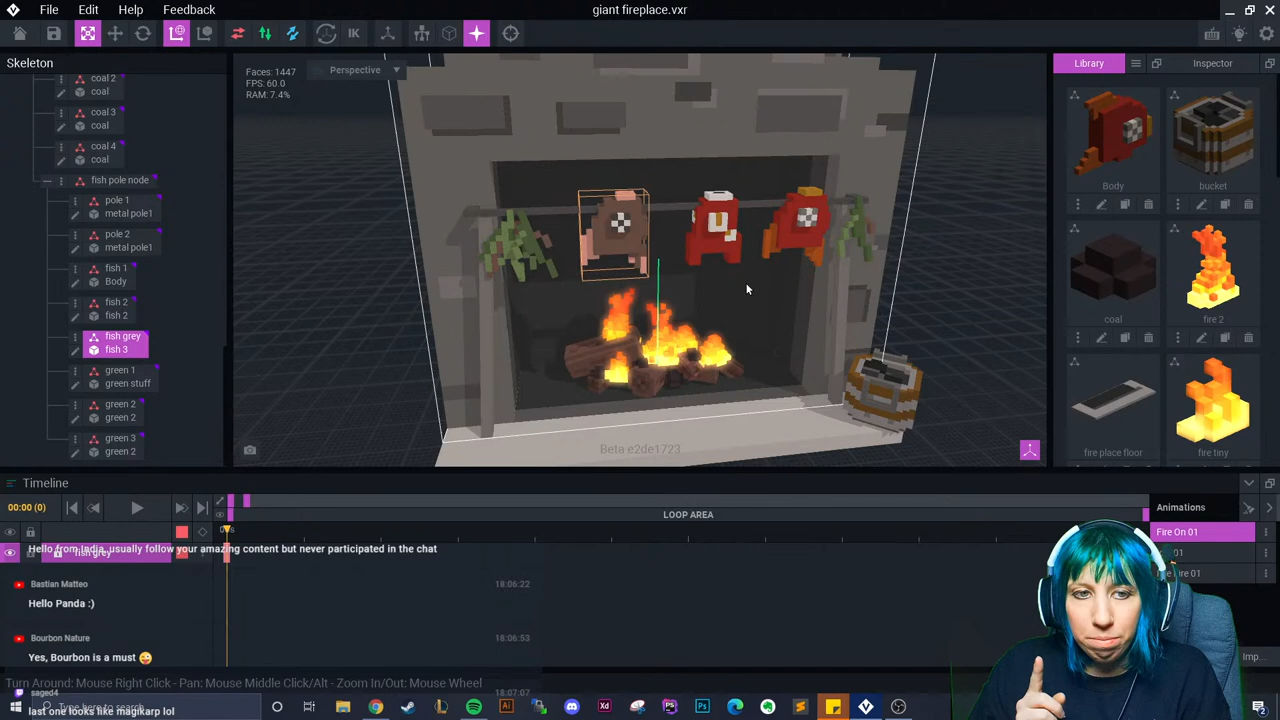 File Edit Help Feedback
giant fireplace.vxr
IK
Skeleton
coal 2
coal
coal 3
coal
coal 4
coal
fish pole node
pole 1
metal pole1
pole 2
metal pole1
fish 1
Body
fish 2
fish 2
fish grey
fish 3
green 1
green stuff
green 2
green 2
green 3
green 2
Faces: 1447
FPS: 60.0
RAM: 7.4%
Perspective
Beta e2de1723
Library
Inspector
Body
bucket
coal
fire 2
fire place floor
fire tiny
Timeline
00:00 (0)
LOOP AREA
Animations
Fire On 01
Hello from India, usually follow your amazing content but never participated in the chat
Bastian Matteo
18:06:22
Hello Panda :)
Bourbon Nature
18:06:53
Yes, Bourbon is a must 😜
Imp...
Turn Around: Mouse Right Click - Pan: Mouse Middle Click/Alt - Zoom In/Out: Mouse Wheel
saged4
18:07:07
last one looks like magikarp lol
Type here to search